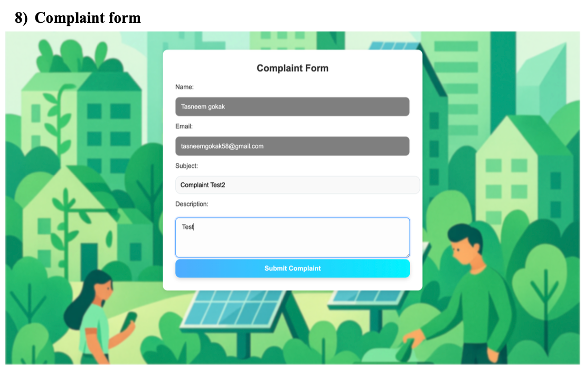 8) Complaint form
Complaint Form
Name:
Tasneem gokak
Email:
tasneemgokak58@gmail.com
Subject:
Complaint Test2
Description:
Test
Submit Complaint